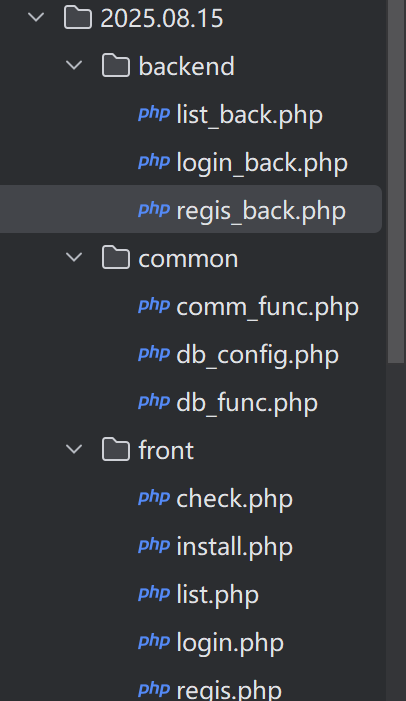 2025.08.15
backend
php list_back.php
php login_back.php
php regis_back.php
common
php comm_func.php
php db_config.php
php db_func.php
front
php check.php
php install.php
php list.php
php login.php
php regis.php